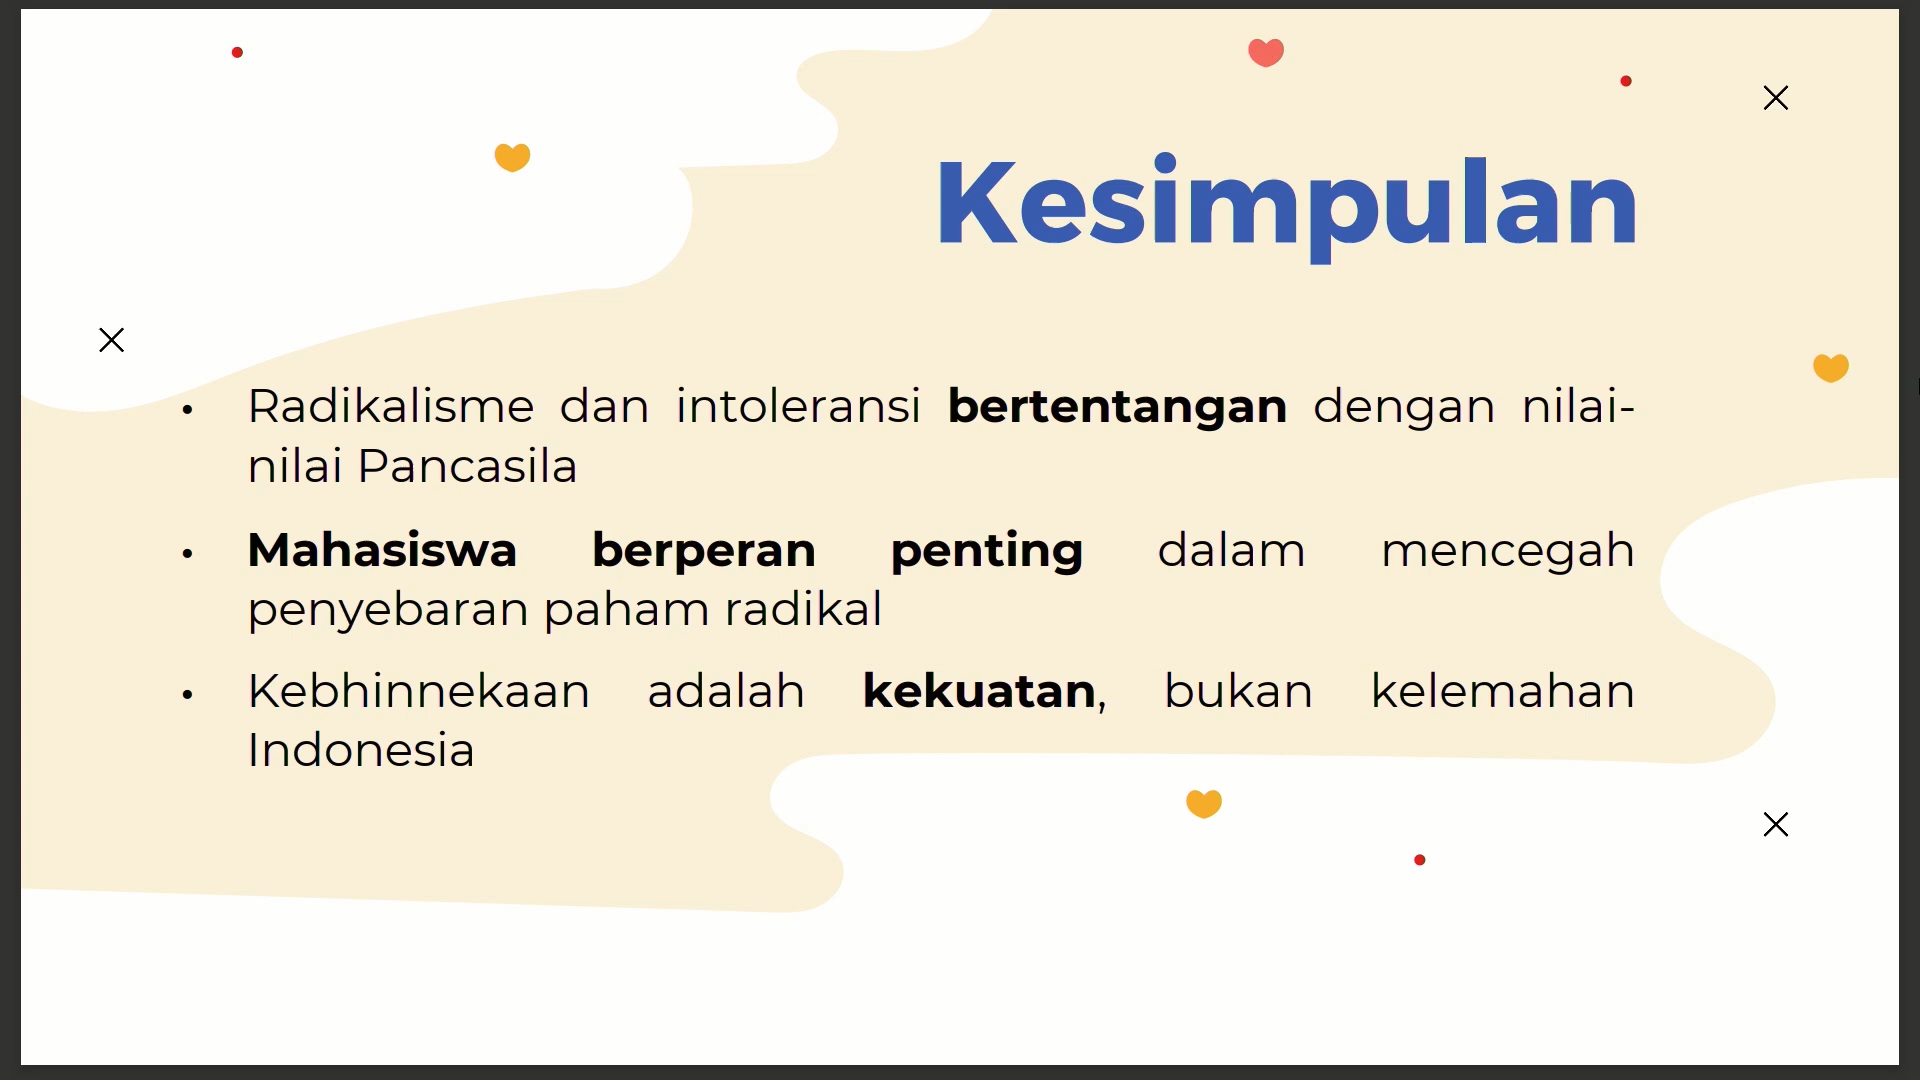 Kesimpulan
• Radikalisme dan intoleransi bertentangan dengan nilai-
nilai Pancasila
• Mahasiswa berperan penting dalam mencegah
penyebaran paham radikal
• Kebhinnekaan adalah kekuatan, bukan kelemahan
Indonesia